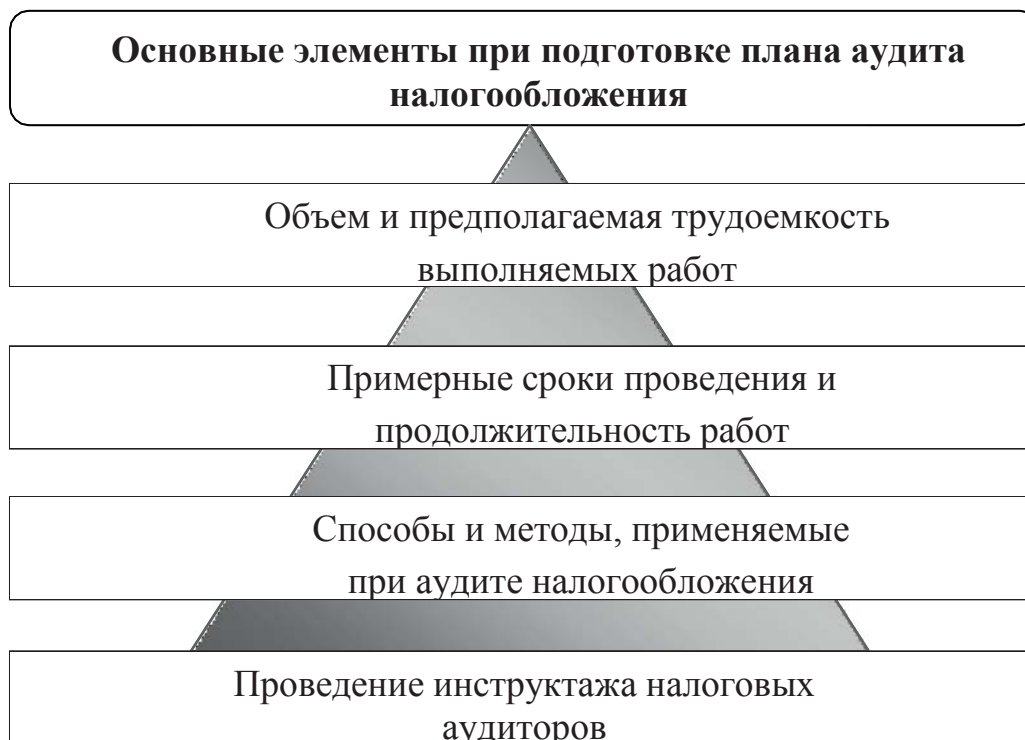 Основные элементы при подготовке плана аудита
налогообложения
Объем и предполагаемая трудоемкость
выполняемых работ
Примерные сроки проведения и
продолжительность работ
Способы и методы, применяемые
при аудите налогообложения
Проведение инструктажа налоговых
аудиторов